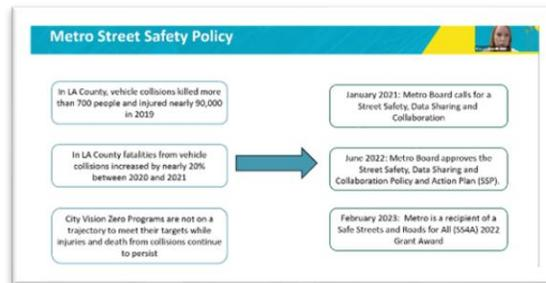 Metro Street Safety Policy
In LA County, vehicle collisions killed more
than 700 people and injured nearly 90,000
in 2019
In LA County fatalities from vehicle
collisions increased by nearly 20%
between 2020 and 2021
City Vision Zero Programs are not on a
trajectory to meet their targets while
injuries and death from collisions continue
to persist
January 2021: Metro Board calls for a
Street Safety, Data Sharing and
Collaboration
June 2022: Metro Board approves the
Street Safety, Data Sharing and
Collaboration Policy and Action Plan (SSP).
February 2023: Metro is a recipient of a
Safe Streets and Roads for All (SS4A) 2022
Grant Award